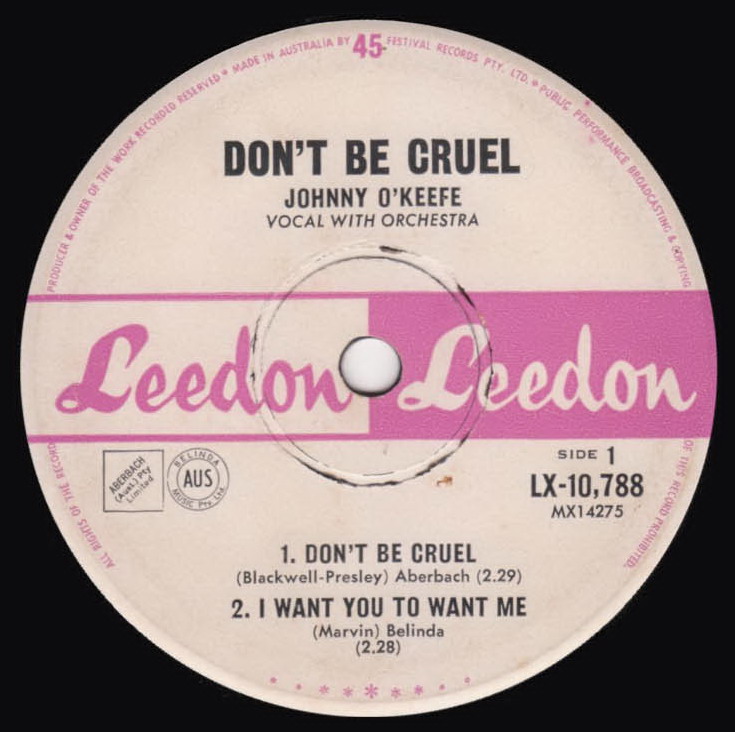 ALL RIGHTS OF THE RECORD PRODUCER & OWNER OF THE WORK RECORDED RESERVED * MADE IN AUSTRALIA BY 45 FESTIVAL RECORDS PTY. LTD. * PUBLIC PERFORMANCE BROADCASTING & COPYING OF THIS RECORD PROHIBITED.
DON'T BE CRUEL
JOHNNY O'KEEFE
VOCAL WITH ORCHESTRA
Leedon Leedon
ABERBACH
(Aust.) Pty
Limited
BELINDA
AUS
MUSIC Pty. Ltd.
SIDE 1
LX-10,788
MX14275
1. DON'T BE CRUEL
(Blackwell-Presley) Aberbach (2.29)
2. I WANT YOU TO WANT ME
(Marvin) Belinda
(2.28)